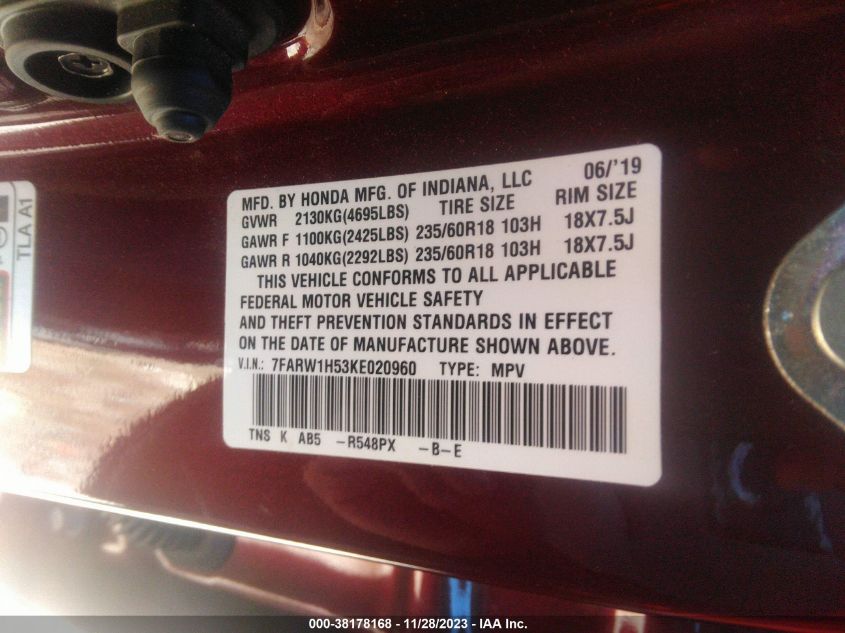 MFD. BY HONDA MFG. OF INDIANA, LLC 06/'19
GVWR 2130KG(4695LBS) TIRE SIZE RIM SIZE
GAWR F 1100KG(2425LBS) 235/60R18 103H 18X7.5J
GAWR R 1040KG(2292LBS) 235/60R18 103H 18X7.5J
THIS VEHICLE CONFORMS TO ALL APPLICABLE
FEDERAL MOTOR VEHICLE SAFETY
AND THEFT PREVENTION STANDARDS IN EFFECT
ON THE DATE OF MANUFACTURE SHOWN ABOVE.
V.I.N.: 7FARW1H53KE020960 TYPE: MPV
TNS K AB5 -R548PX -B-E
TLA A1
000-38178168 | 11/28/2023 - IAA Inc.